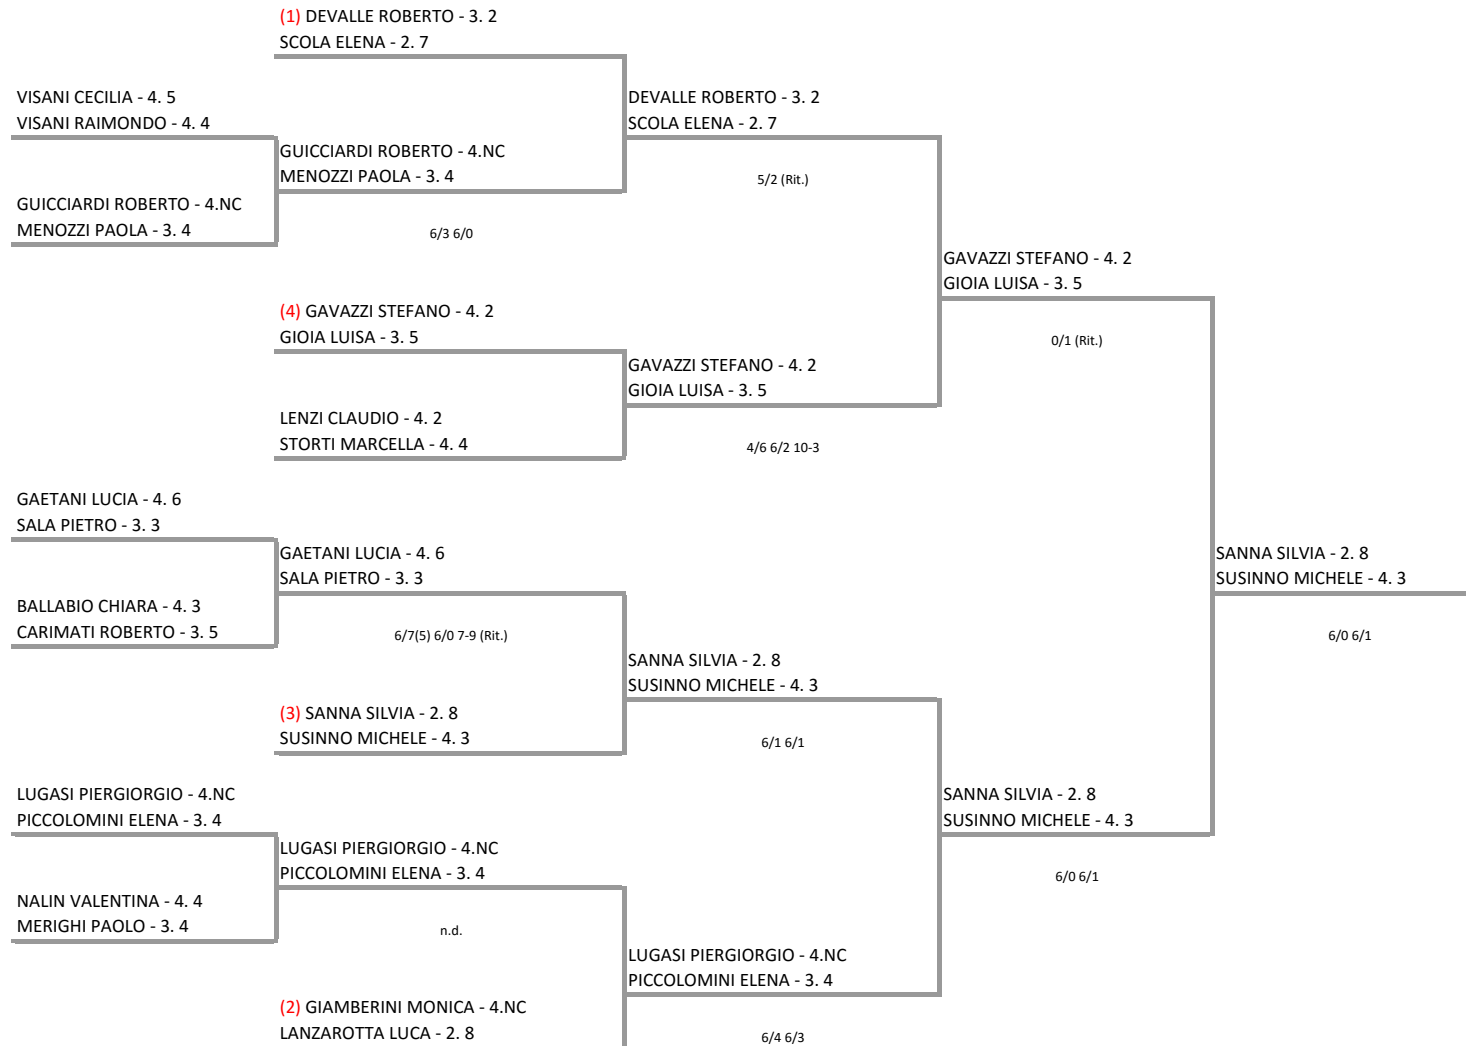 (1) DEVALLE ROBERTO - 3. 2
SCOLA ELENA - 2. 7
VISANI CECILIA - 4. 5
VISANI RAIMONDO - 4. 4
DEVALLE ROBERTO - 3. 2
SCOLA ELENA - 2. 7
GUICCIARDI ROBERTO - 4.NC
MENOZZI PAOLA - 3. 4
5/2 (Rit.)
GUICCIARDI ROBERTO - 4.NC
MENOZZI PAOLA - 3. 4
6/3 6/0
GAVAZZI STEFANO - 4. 2
GIOIA LUISA - 3. 5
(4) GAVAZZI STEFANO - 4. 2
GIOIA LUISA - 3. 5
0/1 (Rit.)
GAVAZZI STEFANO - 4. 2
GIOIA LUISA - 3. 5
LENZI CLAUDIO - 4. 2
STORTI MARCELLA - 4. 4
4/6 6/2 10-3
GAETANI LUCIA - 4. 6
SALA PIETRO - 3. 3
GAETANI LUCIA - 4. 6
SALA PIETRO - 3. 3
SANNA SILVIA - 2. 8
SUSINNO MICHELE - 4. 3
BALLABIO CHIARA - 4. 3
CARIMATI ROBERTO - 3. 5
6/7(5) 6/0 7-9 (Rit.)
6/0 6/1
SANNA SILVIA - 2. 8
SUSINNO MICHELE - 4. 3
(3) SANNA SILVIA - 2. 8
SUSINNO MICHELE - 4. 3
6/1 6/1
LUGASI PIERGIORGIO - 4.NC
PICCOLOMINI ELENA - 3. 4
SANNA SILVIA - 2. 8
SUSINNO MICHELE - 4. 3
LUGASI PIERGIORGIO - 4.NC
PICCOLOMINI ELENA - 3. 4
6/0 6/1
NALIN VALENTINA - 4. 4
MERIGHI PAOLO - 3. 4
n.d.
LUGASI PIERGIORGIO - 4.NC
PICCOLOMINI ELENA - 3. 4
(2) GIAMBERINI MONICA - 4.NC
LANZAROTTA LUCA - 2. 8
6/4 6/3